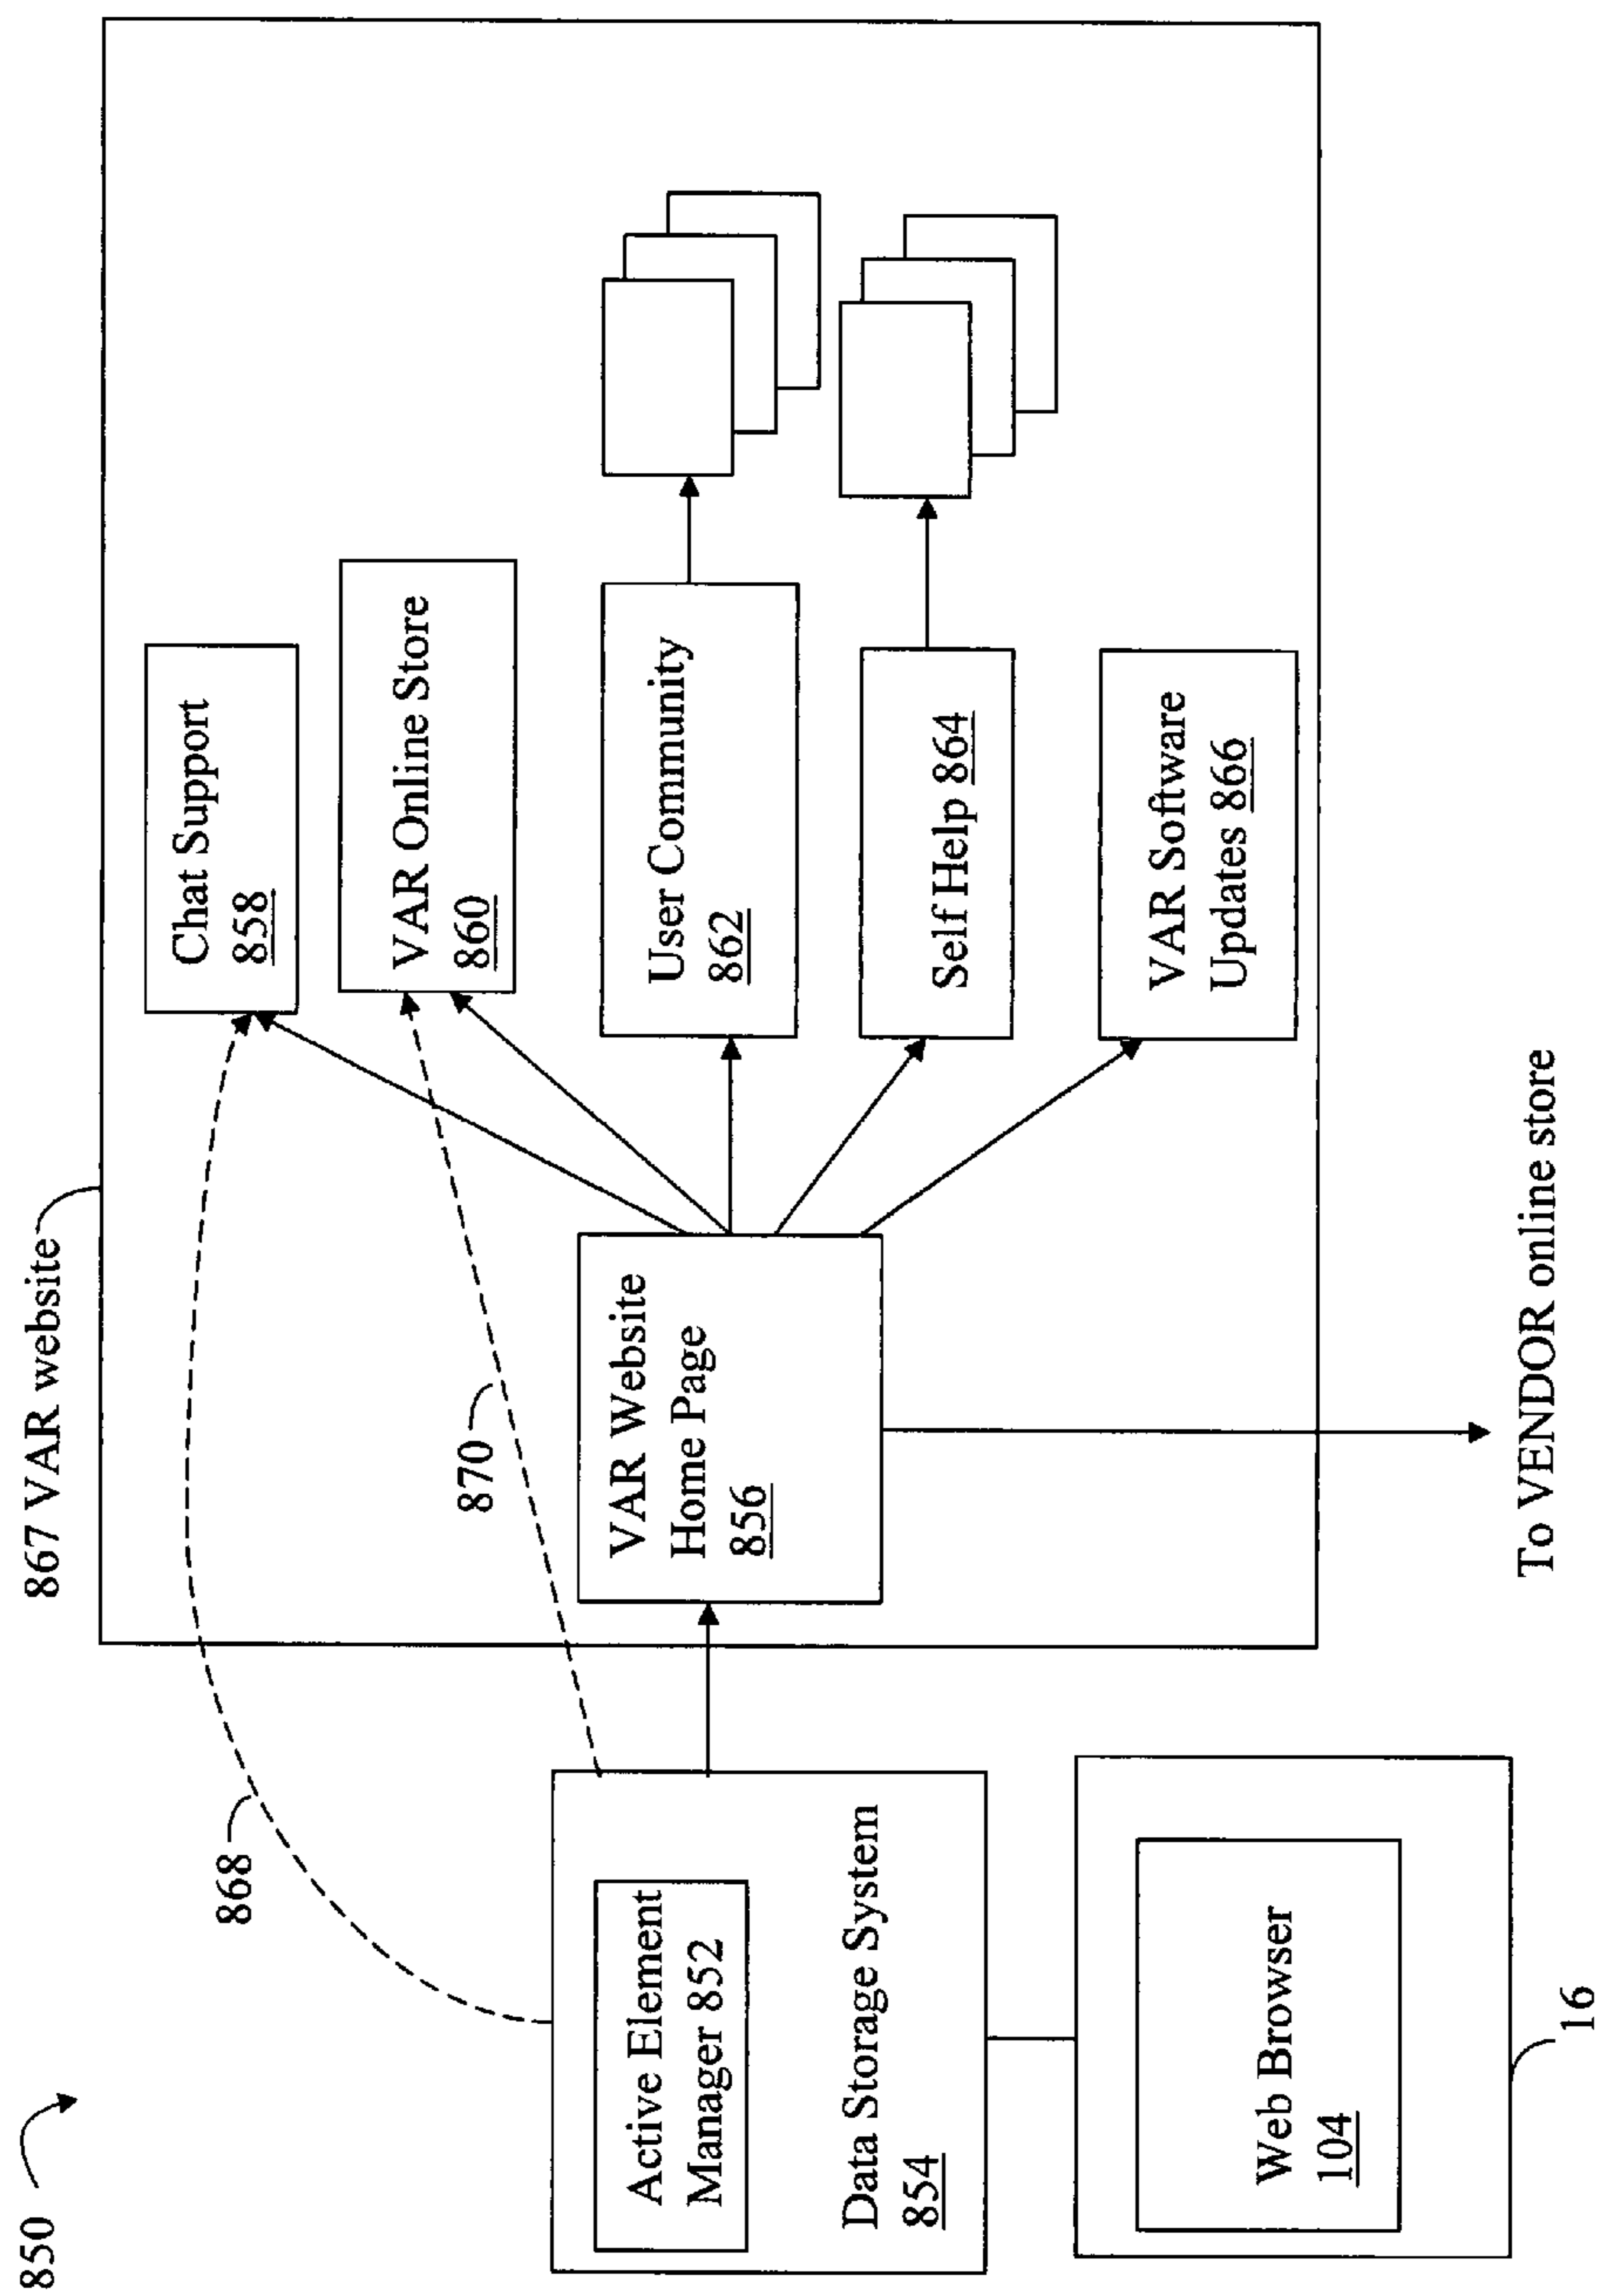 850
867 VAR website
868
870
Chat Support
858
VAR Online Store
860
User Community
862
Self Help 864
VAR Software
Updates 866
VAR Website
Home Page
856
Active Element
Manager 852
Data Storage System
854
Web Browser
104
16
To VENDOR online store